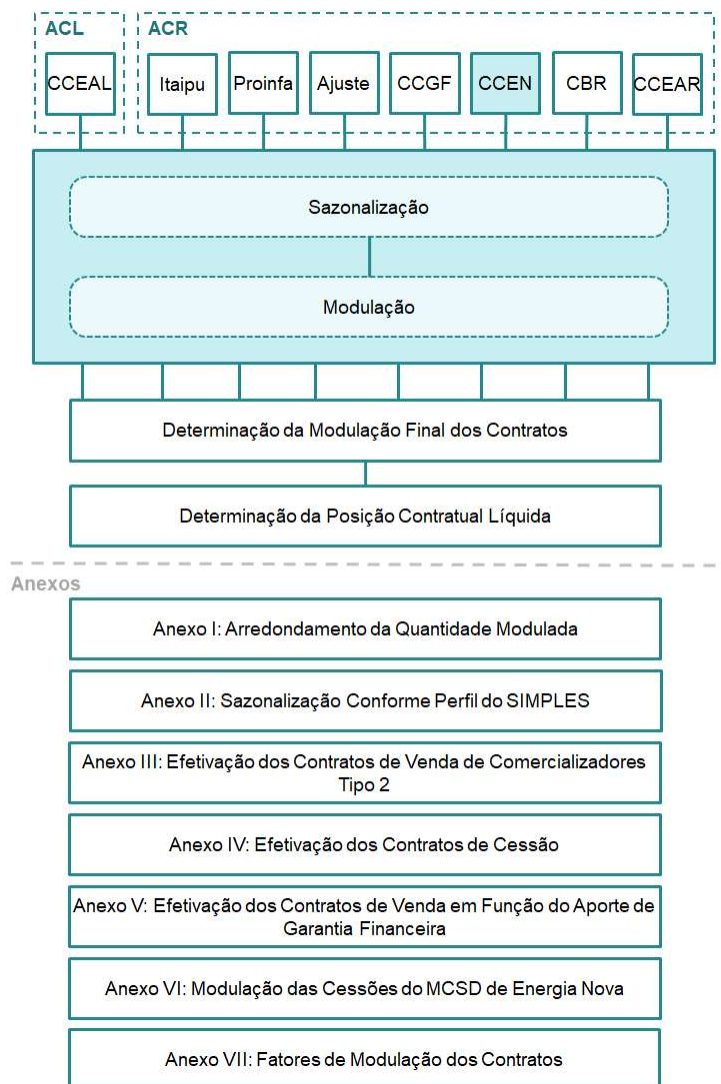 ACL
ACR
CCEAL
Itaipu
Proinfa
Ajuste
CCGF
CCEN
CBR
CCEAR
Sazonalização
Modulação
Determinação da Modulação Final dos Contratos
Determinação da Posição Contratual Líquida
Anexos
Anexo I: Arredondamento da Quantidade Modulada
Anexo II: Sazonalização Conforme Perfil do SIMPLES
Anexo III: Efetivação dos Contratos de Venda de Comercializadores
Tipo 2
Anexo IV: Efetivação dos Contratos de Cessão
Anexo V: Efetivação dos Contratos de Venda em Função do Aporte de
Garantia Financeira
Anexo VI: Modulação das Cessões do MCSD de Energia Nova
Anexo VII: Fatores de Modulação dos Contratos